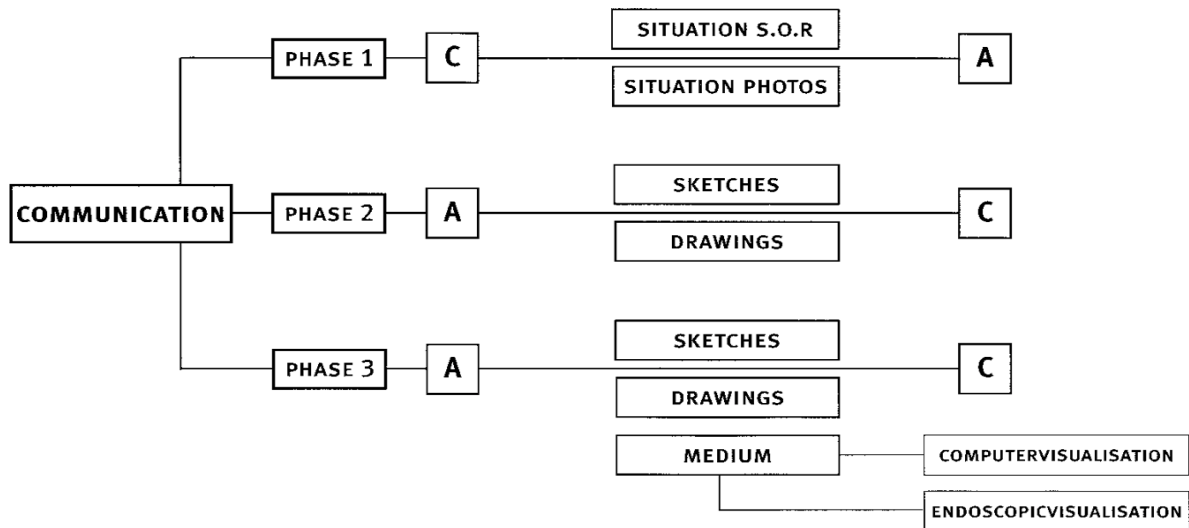 SITUATION S.O.R
PHASE 1
C
A
SITUATION PHOTOS
SKETCHES
COMMUNICATION
PHASE 2
A
C
DRAWINGS
SKETCHES
PHASE 3
A
C
DRAWINGS
MEDIUM
COMPUTERVISUALISATION
ENDOSCOPICVISUALISATION